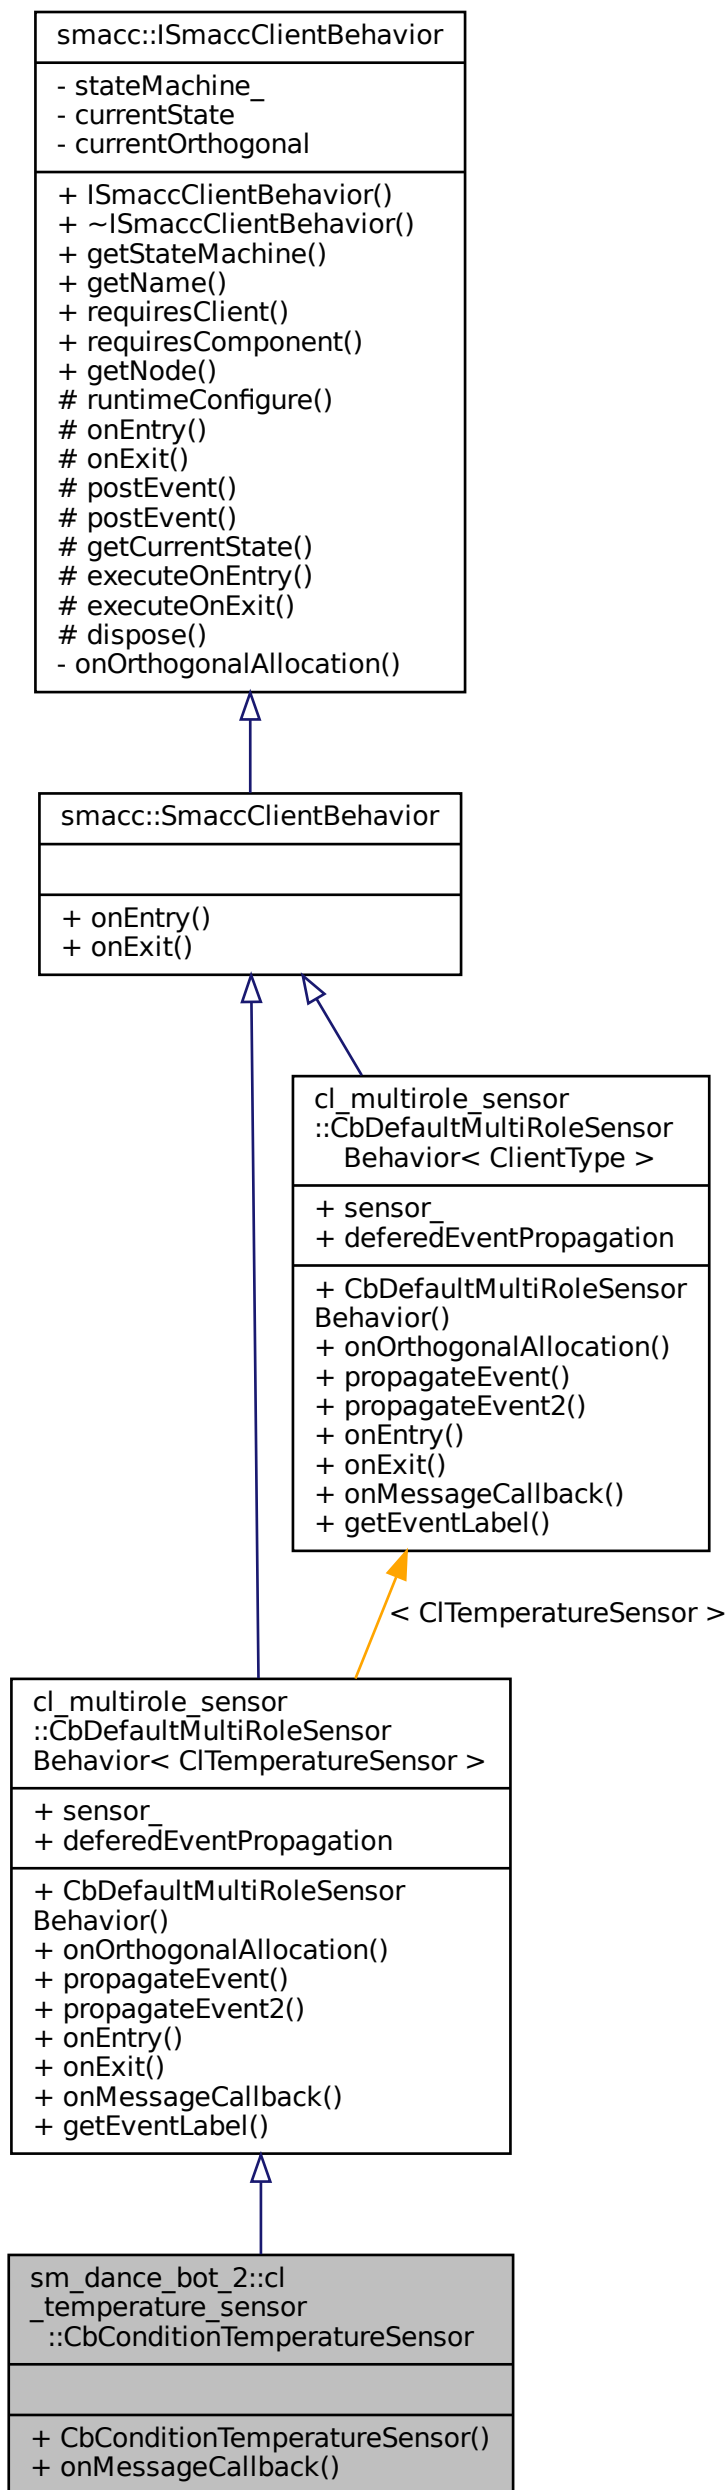 smacc::ISmaccClientBehavior
- stateMachine_
- currentState
- currentOrthogonal
+ ISmaccClientBehavior()
+ ~ISmaccClientBehavior()
+ getStateMachine()
+ getName()
+ requiresClient()
+ requiresComponent()
+ getNode()
# runtimeConfigure()
# onEntry()
# onExit()
# postEvent()
# postEvent()
# getCurrentState()
# executeOnEntry()
# executeOnExit()
# dispose()
- onOrthogonalAllocation()
smacc::SmaccClientBehavior
+ onEntry()
+ onExit()
cl_multirole_sensor
::CbDefaultMultiRoleSensor
Behavior< ClientType >
+ sensor_
+ deferedEventPropagation
+ CbDefaultMultiRoleSensor
Behavior()
+ onOrthogonalAllocation()
+ propagateEvent()
+ propagateEvent2()
+ onEntry()
+ onExit()
+ onMessageCallback()
+ getEventLabel()
< ClTemperatureSensor >
cl_multirole_sensor
::CbDefaultMultiRoleSensor
Behavior< ClTemperatureSensor >
+ sensor_
+ deferedEventPropagation
+ CbDefaultMultiRoleSensor
Behavior()
+ onOrthogonalAllocation()
+ propagateEvent()
+ propagateEvent2()
+ onEntry()
+ onExit()
+ onMessageCallback()
+ getEventLabel()
sm_dance_bot_2::cl
_temperature_sensor
::CbConditionTemperatureSensor
+ CbConditionTemperatureSensor()
+ onMessageCallback()